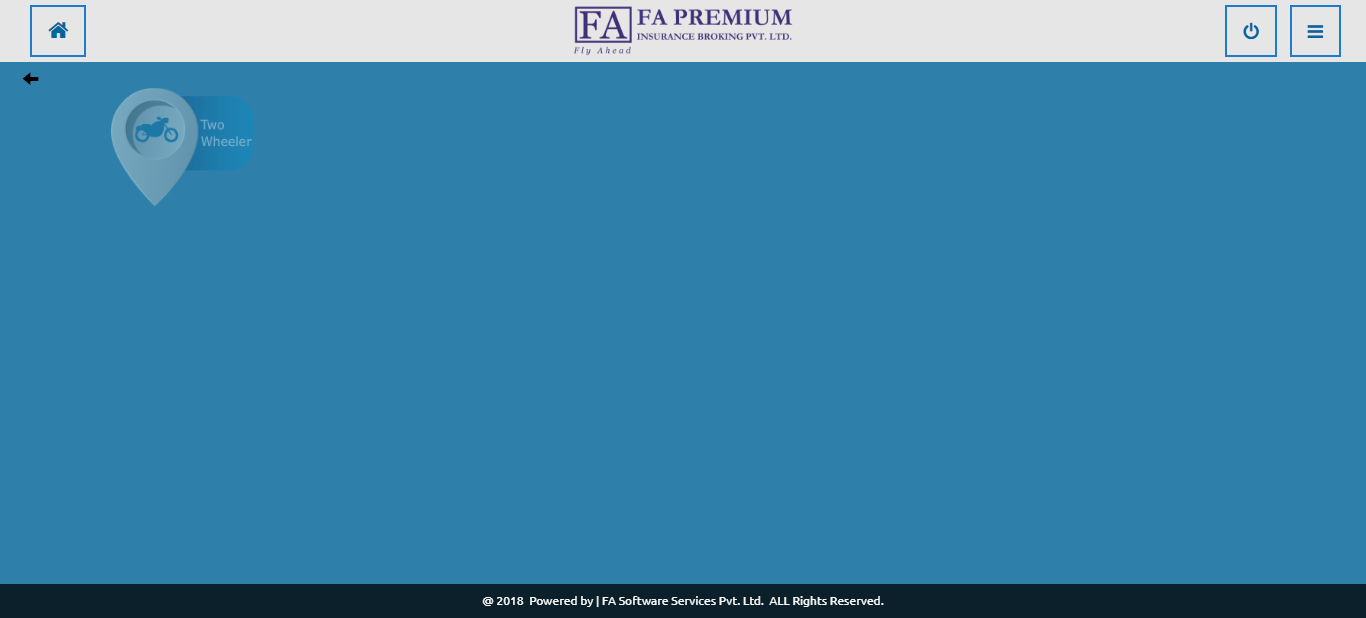 FA FA PREMIUM
INSURANCE BROKING PVT. LTD.
Fly Ahead
Two
Wheeler
@ 2018 Powered by | FA Software Services Pvt. Ltd. ALL Rights Reserved.